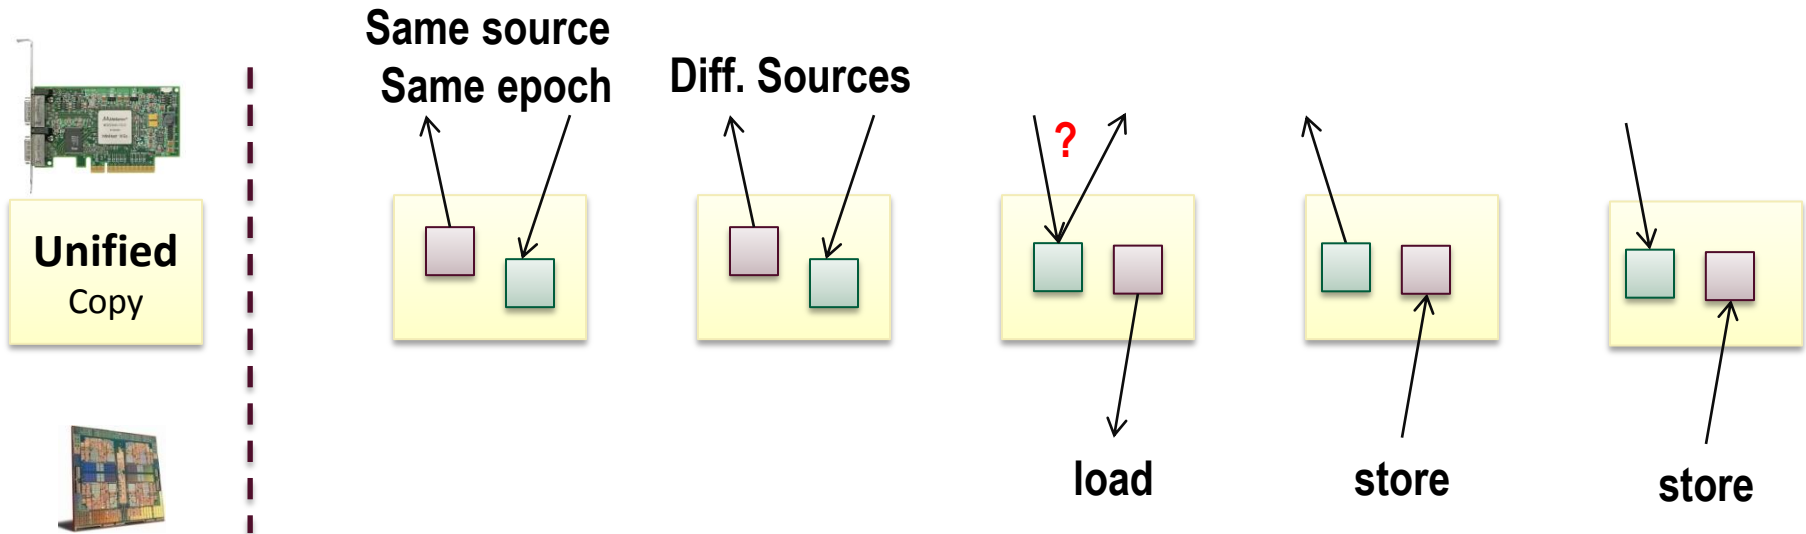 Same source
Same epoch
Diff. Sources
?
Unified
Copy
load
store
store